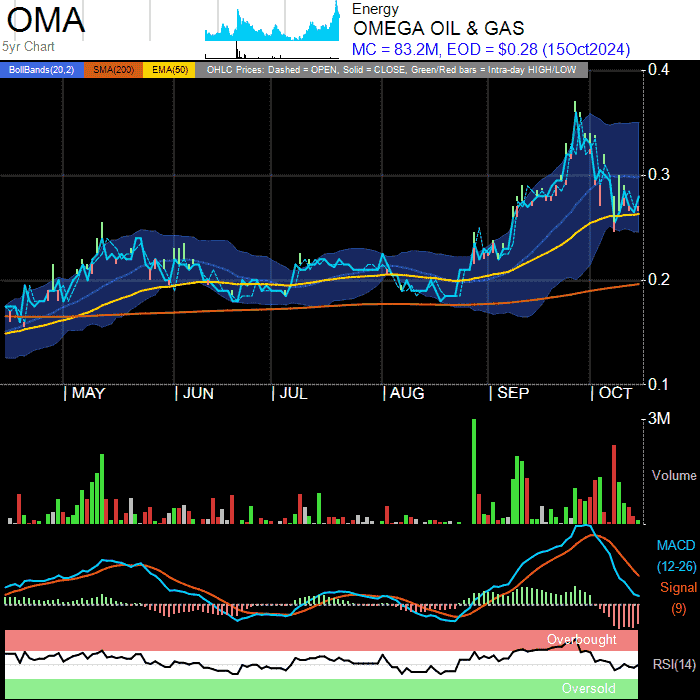 OMA
5yr Chart
Energy
OMEGA OIL & GAS
MC = 83.2M, EOD = $0.28 (15Oct2024)
BollBands(20,2) SMA(200) EMA(50) OHLC Prices: Dashed = OPEN, Solid = CLOSE, Green/Red bars = Intra-day HIGH/LOW
0.4
0.3
0.2
0.1
| MAY | JUN | JUL | AUG | SEP | OCT
3M
Volume
MACD
(12-26)
Signal
(9)
Overbought
RSI(14)
Oversold